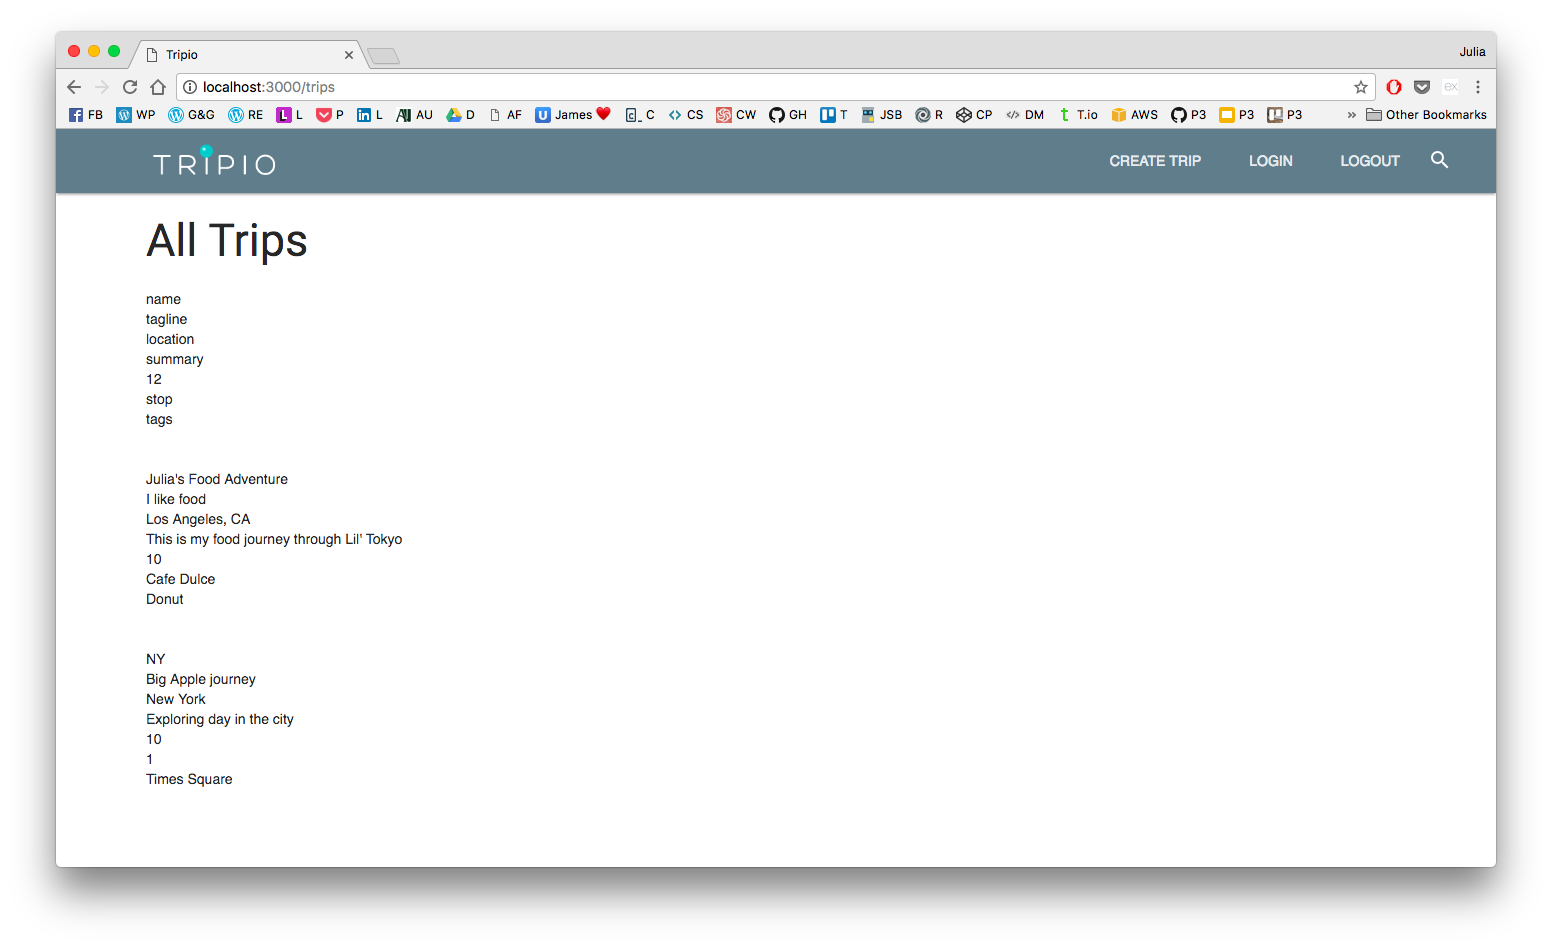 Tripio
Julia
localhost:3000/trips
ex
FB WP G&G RE L L P in L AU D AF U James C CS CW GH T JSB R CP DM t T.io AWS P3 P3 P3 » Other Bookmarks
TRIPIO CREATE TRIP LOGIN LOGOUT
All Trips
name
tagline
location
summary
12
stop
tags
Julia's Food Adventure
I like food
Los Angeles, CA
This is my food journey through Lil' Tokyo
10
Cafe Dulce
Donut
NY
Big Apple journey
New York
Exploring day in the city
10
1
Times Square